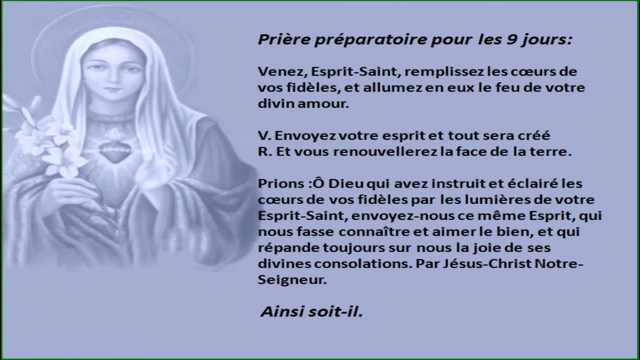 Prière préparatoire pour les 9 jours:
Venez, Esprit-Saint, remplissez les cœurs de
vos fidèles, et allumez en eux le feu de votre
divin amour.
V. Envoyez votre esprit et tout sera créé
R. Et vous renouvellerez la face de la terre.
Prions :Ô Dieu qui avez instruit et éclairé les
cœurs de vos fidèles par les lumières de votre
Esprit-Saint, envoyez-nous ce même Esprit, qui
nous fasse connaître et aimer le bien, et qui
répande toujours sur nous la joie de ses
divines consolations. Par Jésus-Christ Notre-
Seigneur.
Ainsi soit-il.